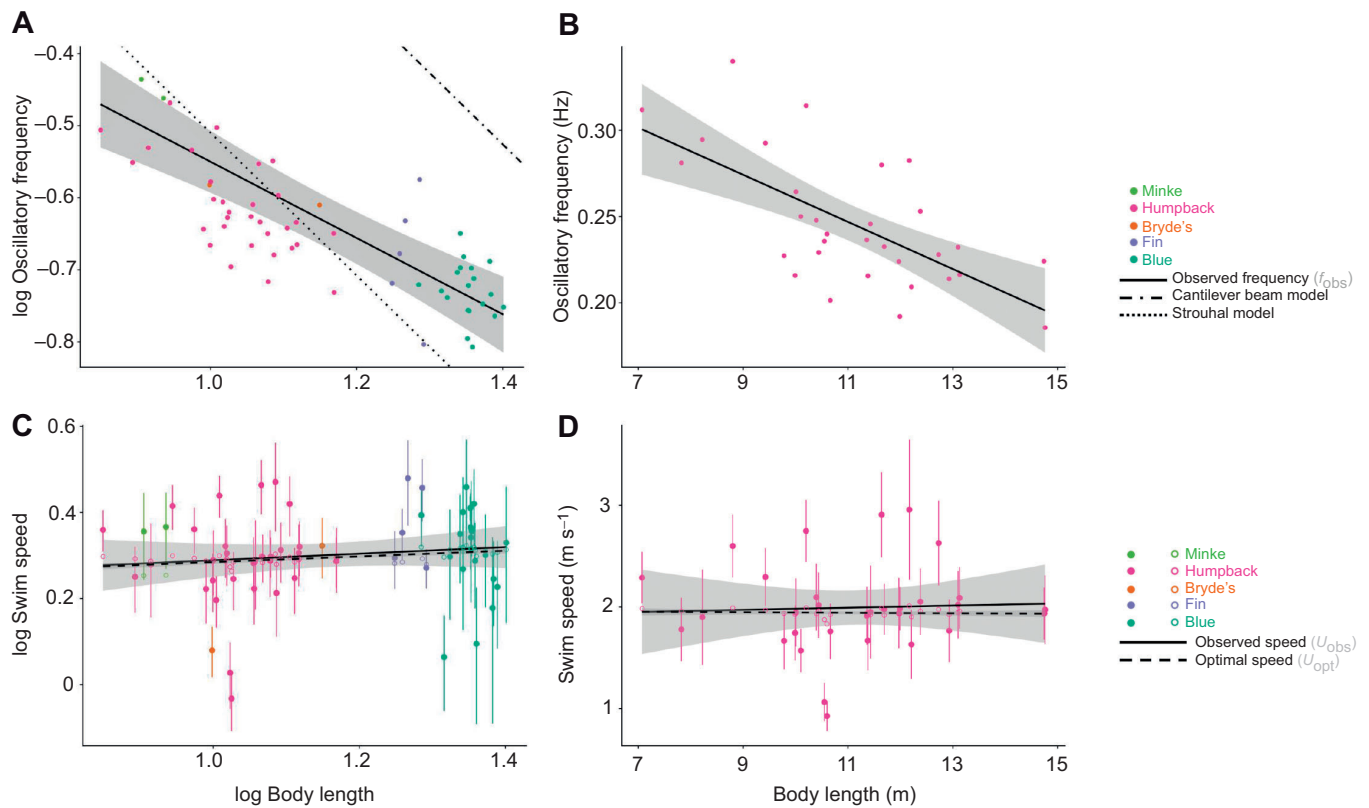 A
B
–0.4
–0.5
–0.6
–0.7
–0.8
log Oscillatory frequency
1.0
1.2
1.4
0.30
0.25
0.20
Oscillatory frequency (Hz)
7
9
11
13
15
Minke
Humpback
Bryde's
Fin
Blue
Observed frequency (fobs)
Cantilever beam model
Strouhal model
C
D
0.6
0.4
0.2
0
log Swim speed
1.0
1.2
1.4
log Body length
3
2
1
Swim speed (m s–1)
7
9
11
13
15
Body length (m)
Minke
Humpback
Bryde's
Fin
Blue
Observed speed (Uobs)
Optimal speed (Uopt)